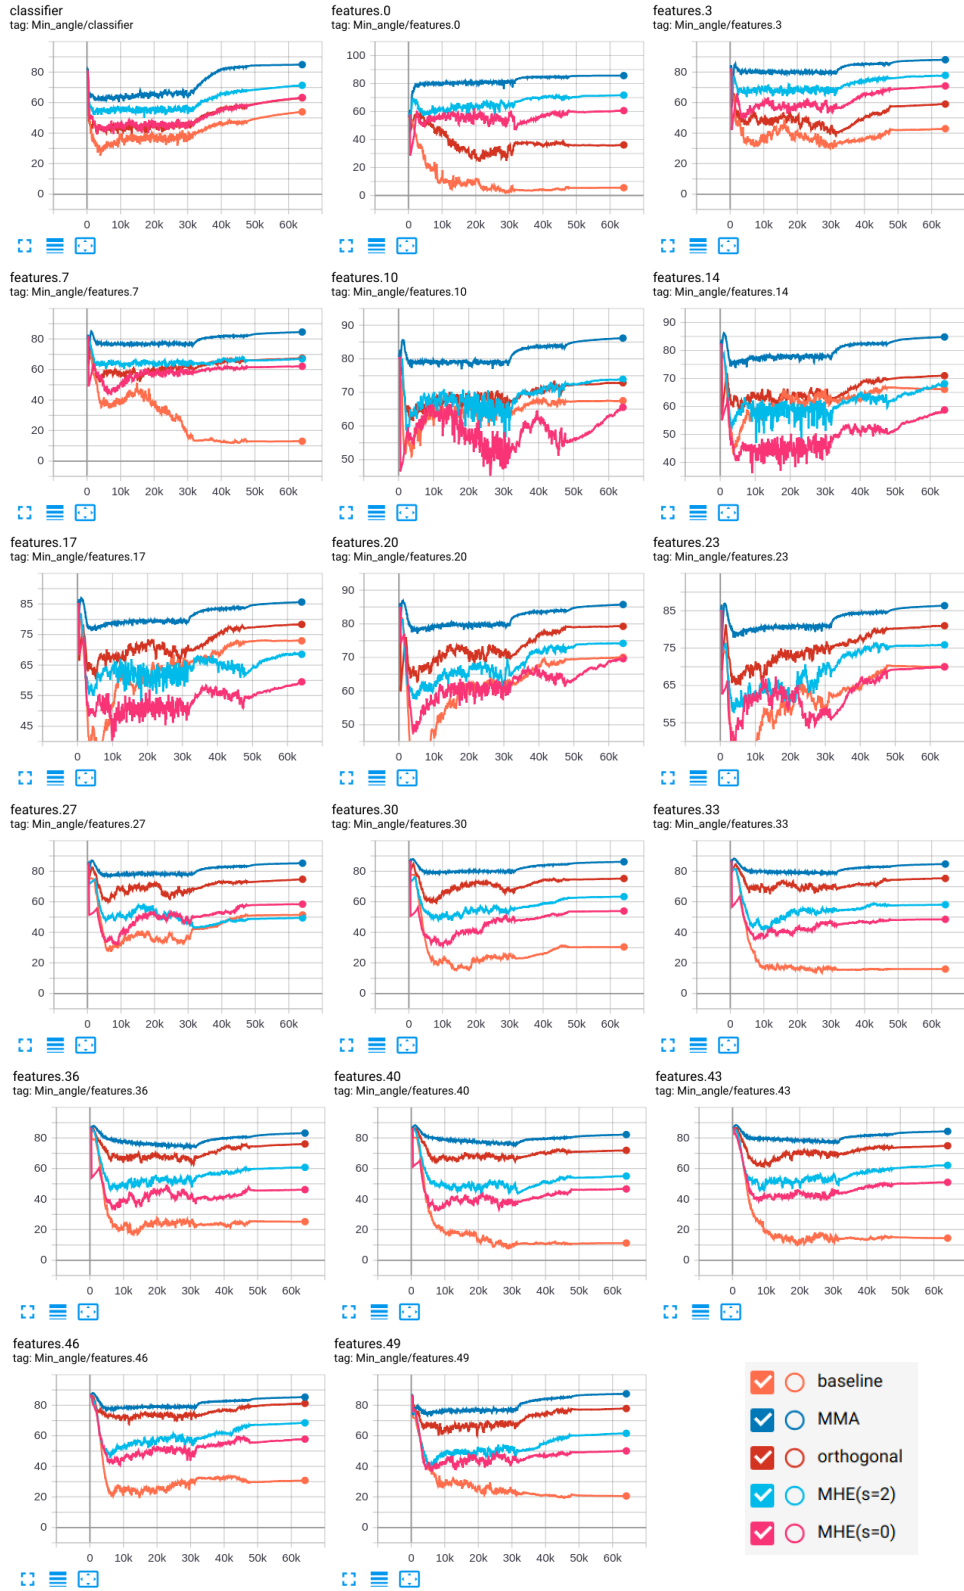 classifier
tag: Min_angle/classifier
80
60
40
20
0
0 10k 20k 30k 40k 50k 60k
features.0
tag: Min_angle/features.0
100
80
60
40
20
0
0 10k 20k 30k 40k 50k 60k
features.3
tag: Min_angle/features.3
80
60
40
20
0
0 10k 20k 30k 40k 50k 60k
features.7
tag: Min_angle/features.7
80
60
40
20
0
0 10k 20k 30k 40k 50k 60k
features.10
tag: Min_angle/features.10
90
80
70
60
50
0 10k 20k 30k 40k 50k 60k
features.14
tag: Min_angle/features.14
90
80
70
60
50
40
0 10k 20k 30k 40k 50k 60k
features.17
tag: Min_angle/features.17
85
75
65
55
45
0 10k 20k 30k 40k 50k 60k
features.20
tag: Min_angle/features.20
90
80
70
60
50
0 10k 20k 30k 40k 50k 60k
features.23
tag: Min_angle/features.23
85
75
65
55
0 10k 20k 30k 40k 50k 60k
features.27
tag: Min_angle/features.27
80
60
40
20
0
0 10k 20k 30k 40k 50k 60k
features.30
tag: Min_angle/features.30
80
60
40
20
0
0 10k 20k 30k 40k 50k 60k
features.33
tag: Min_angle/features.33
80
60
40
20
0
0 10k 20k 30k 40k 50k 60k
features.36
tag: Min_angle/features.36
80
60
40
20
0
0 10k 20k 30k 40k 50k 60k
features.40
tag: Min_angle/features.40
80
60
40
20
0
0 10k 20k 30k 40k 50k 60k
features.43
tag: Min_angle/features.43
80
60
40
20
0
0 10k 20k 30k 40k 50k 60k
features.46
tag: Min_angle/features.46
80
60
40
20
0
0 10k 20k 30k 40k 50k 60k
features.49
tag: Min_angle/features.49
80
60
40
20
0
0 10k 20k 30k 40k 50k 60k
baseline
MMA
orthogonal
MHE(s=2)
MHE(s=0)